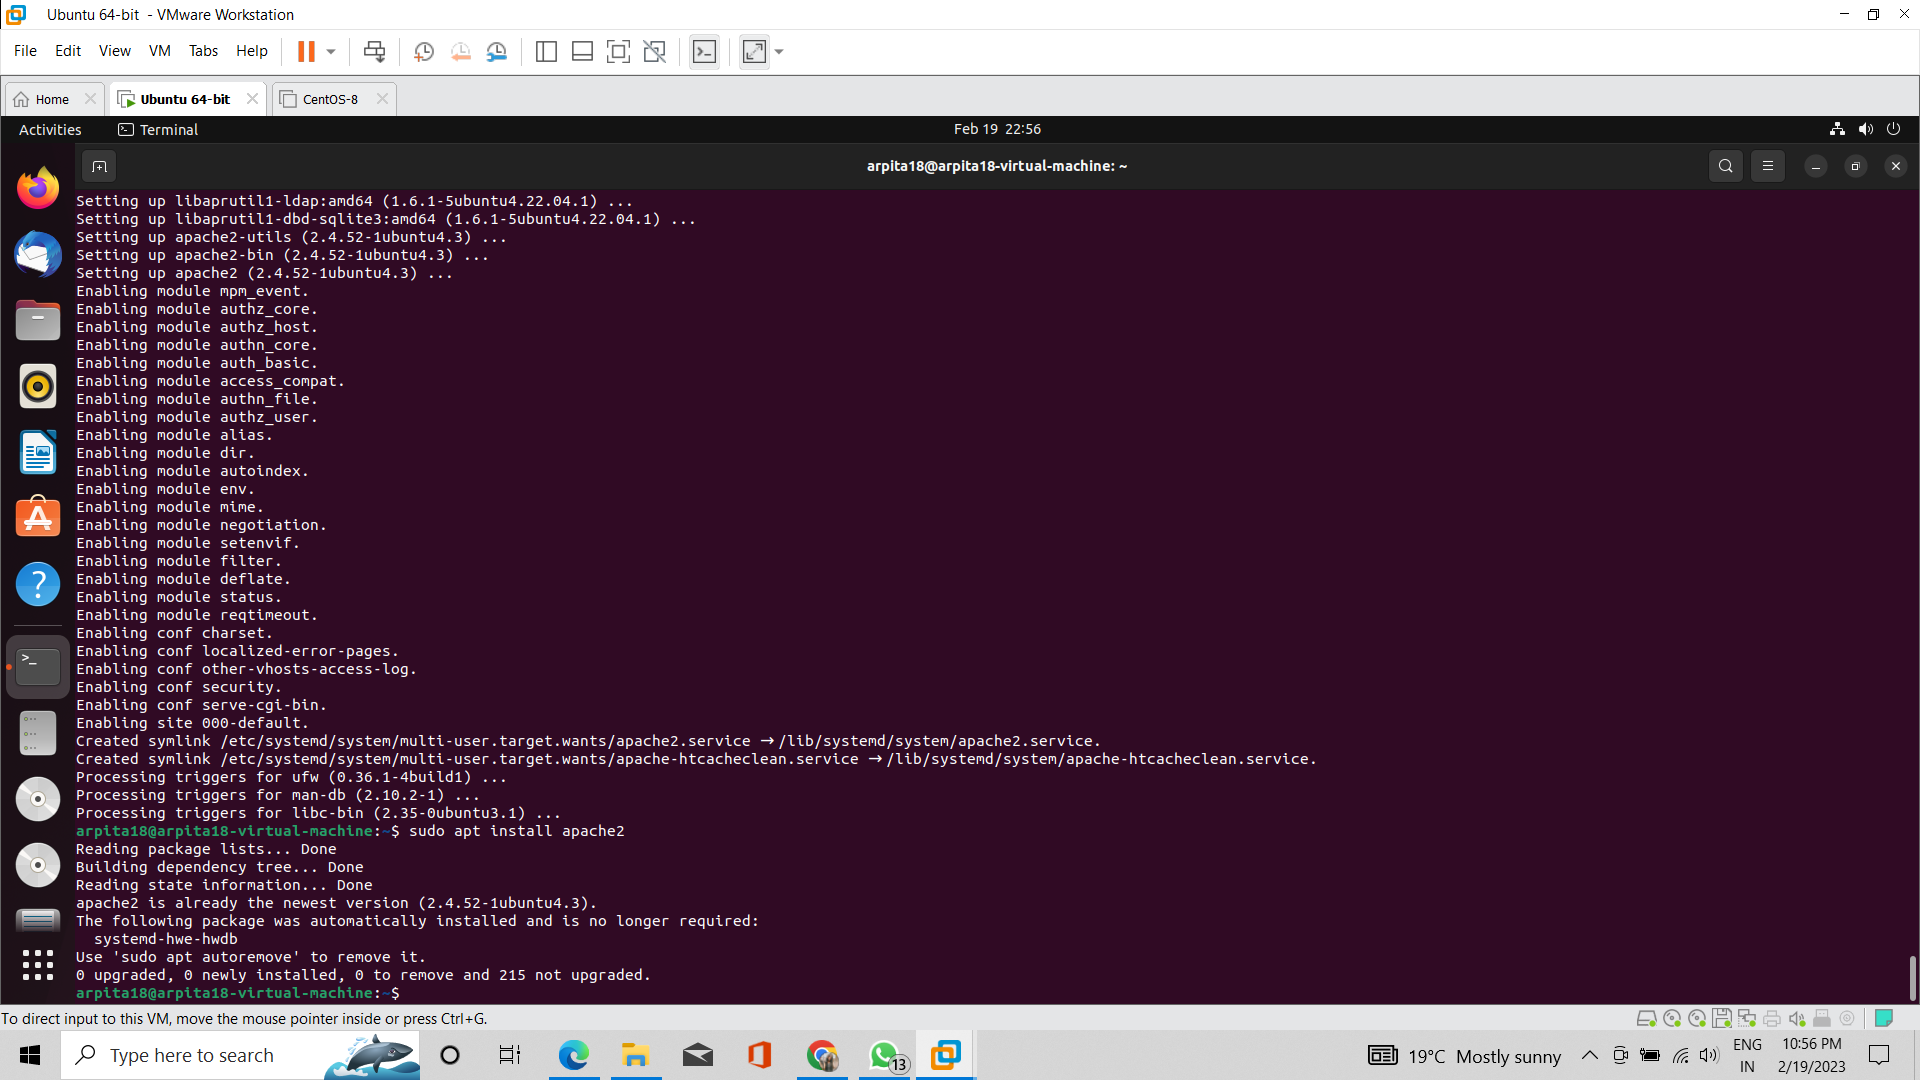 Ubuntu 64-bit - VMware Workstation
File Edit View VM Tabs Help
Home Ubuntu 64-bit CentOS-8
Activities Terminal Feb 19 22:56
arpita18@arpita18-virtual-machine: ~
Setting up libaprutil1-ldap:amd64 (1.6.1-5ubuntu4.22.04.1) ...
Setting up libaprutil1-dbd-sqlite3:amd64 (1.6.1-5ubuntu4.22.04.1) ...
Setting up apache2-utils (2.4.52-1ubuntu4.3) ...
Setting up apache2-bin (2.4.52-1ubuntu4.3) ...
Setting up apache2 (2.4.52-1ubuntu4.3) ...
Enabling module mpm_event.
Enabling module authz_core.
Enabling module authz_host.
Enabling module authn_core.
Enabling module auth_basic.
Enabling module access_compat.
Enabling module authn_file.
Enabling module authz_user.
Enabling module alias.
Enabling module dir.
Enabling module autoindex.
Enabling module env.
Enabling module mime.
Enabling module negotiation.
Enabling module setenvif.
Enabling module filter.
Enabling module deflate.
Enabling module status.
Enabling module reqtimeout.
Enabling conf charset.
Enabling conf localized-error-pages.
Enabling conf other-vhosts-access-log.
Enabling conf security.
Enabling conf serve-cgi-bin.
Enabling site 000-default.
Created symlink /etc/systemd/system/multi-user.target.wants/apache2.service → /lib/systemd/system/apache2.service.
Created symlink /etc/systemd/system/multi-user.target.wants/apache-htcacheclean.service → /lib/systemd/system/apache-htcacheclean.service.
Processing triggers for ufw (0.36.1-4build1) ...
Processing triggers for man-db (2.10.2-1) ...
Processing triggers for libc-bin (2.35-0ubuntu3.1) ...
arpita18@arpita18-virtual-machine:~$ sudo apt install apache2
Reading package lists... Done
Building dependency tree... Done
Reading state information... Done
apache2 is already the newest version (2.4.52-1ubuntu4.3).
The following package was automatically installed and is no longer required:
systemd-hwe-hwdb
Use 'sudo apt autoremove' to remove it.
0 upgraded, 0 newly installed, 0 to remove and 215 not upgraded.
arpita18@arpita18-virtual-machine:~$
To direct input to this VM, move the mouse pointer inside or press Ctrl+G.
Type here to search
13
19°C Mostly sunny
ENG
IN
10:56 PM
2/19/2023